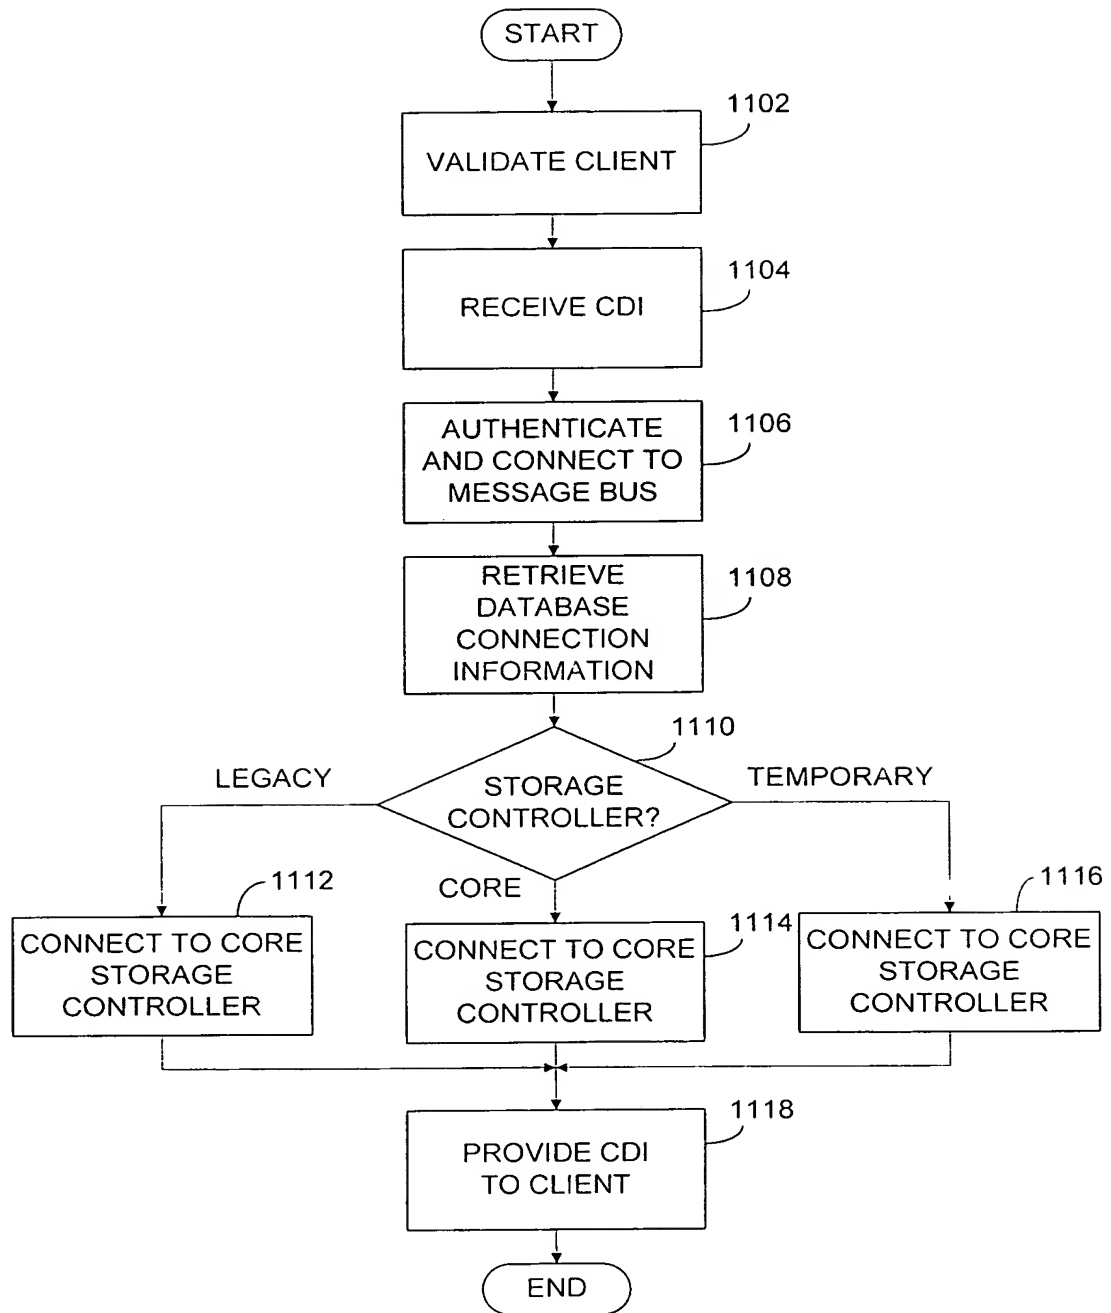 START
1102
VALIDATE CLIENT
1104
RECEIVE CDI
1106
AUTHENTICATE
AND CONNECT TO
MESSAGE BUS
1108
RETRIEVE
DATABASE
CONNECTION
INFORMATION
1110
STORAGE
CONTROLLER?
LEGACY
CORE
TEMPORARY
1112
CONNECT TO CORE
STORAGE
CONTROLLER
1114
CONNECT TO CORE
STORAGE
CONTROLLER
1116
CONNECT TO CORE
STORAGE
CONTROLLER
1118
PROVIDE CDI
TO CLIENT
END